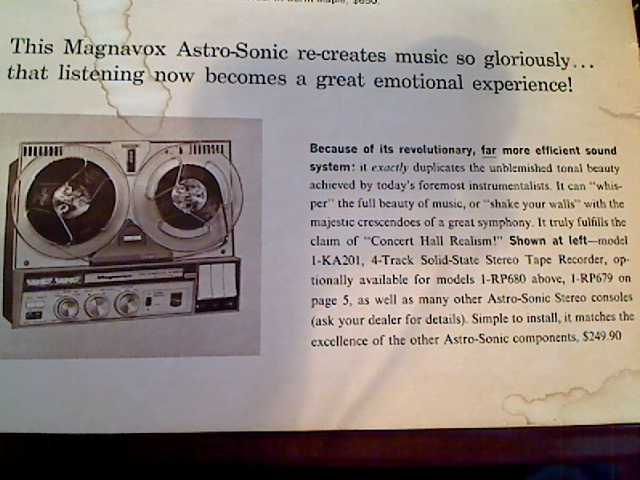 $650.
This Magnavox Astro-Sonic re-creates music so gloriously...
that listening now becomes a great emotional experience!
Because of its revolutionary, far more efficient sound
system: it exactly duplicates the unblemished tonal beauty
achieved by today's foremost instrumentalists. It can "whis-
per" the full beauty of music, or "shake your walls" with the
majestic crescendoes of a great symphony. It truly fulfills the
claim of "Concert Hall Realism!" Shown at left—model
1-KA201, 4-Track Solid-State Stereo Tape Recorder, op-
tionally available for models 1-RP680 above, 1-RP679 on
page 5, as well as many other Astro-Sonic Stereo consoles
(ask your dealer for details). Simple to install, it matches the
excellence of the other Astro-Sonic components, $249.90
Magnavox